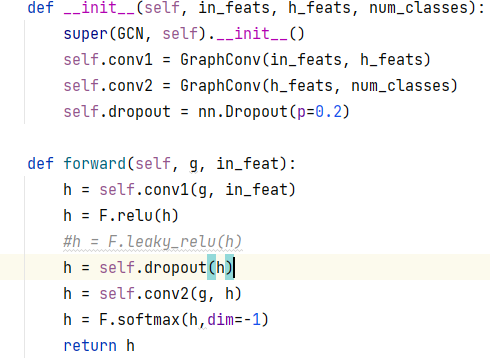 def __init__(self, in_feats, h_feats, num_classes):
    super(GCN, self).__init__()
    self.conv1 = GraphConv(in_feats, h_feats)
    self.conv2 = GraphConv(h_feats, num_classes)
    self.dropout = nn.Dropout(p=0.2)

def forward(self, g, in_feat):
    h = self.conv1(g, in_feat)
    h = F.relu(h)
    #h = F.leaky_relu(h)
    h = self.dropout(h)
    h = self.conv2(g, h)
    h = F.softmax(h,dim=-1)
    return h